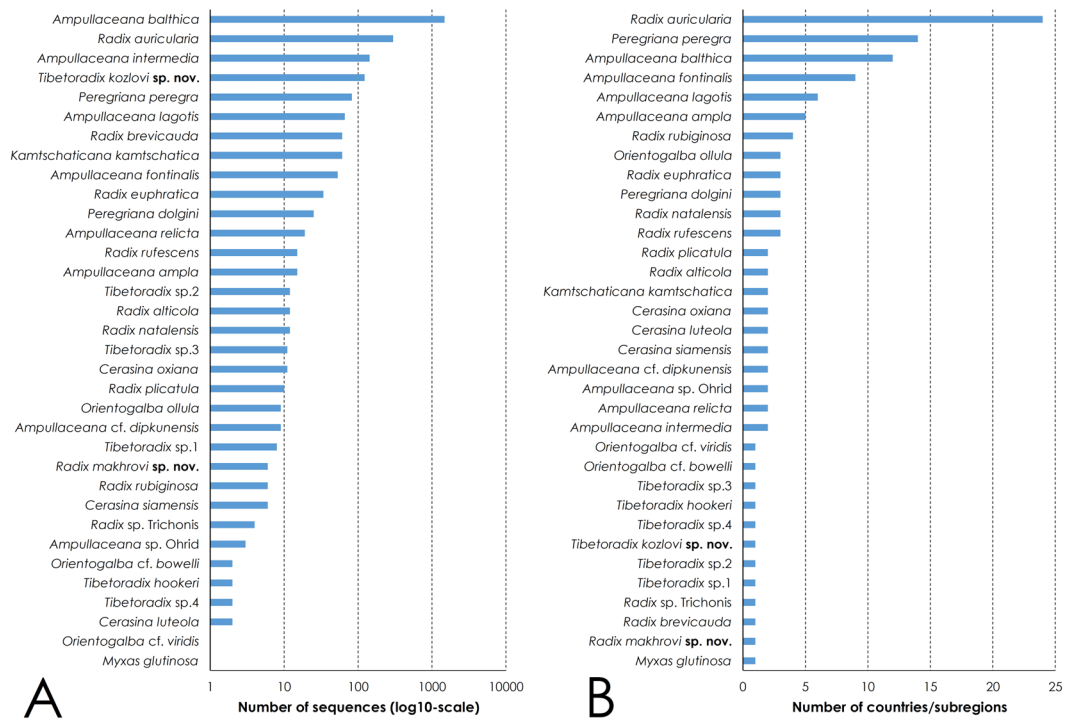 Ampullaceana balthica
Radix auricularia
Ampullaceana intermedia
Tibetoradix kozlovi sp. nov.
Peregriana peregra
Ampullaceana lagotis
Radix brevicauda
Kamtschaticana kamtschatica
Ampullaceana fontinalis
Radix euphratica
Peregriana dolgini
Ampullaceana relicta
Radix rufescens
Ampullaceana ampla
Tibetoradix sp.2
Radix alticola
Radix natalensis
Tibetoradix sp.3
Cerasina oxiana
Radix plicatula
Orientogalba ollula
Ampullaceana cf. dipkunensis
Tibetoradix sp.1
Radix makhrovi sp. nov.
Radix rubiginosa
Cerasina siamensis
Radix sp. Trichonis
Ampullaceana sp. Ohrid
Orientogalba cf. bowelli
Tibetoradix hookeri
Tibetoradix sp.4
Cerasina luteola
Orientogalba cf. viridis
Myxas glutinosa
1 10 100 1000 10000
Number of sequences (log10-scale)
A
Radix auricularia
Peregriana peregra
Ampullaceana balthica
Ampullaceana fontinalis
Ampullaceana lagotis
Ampullaceana ampla
Radix rubiginosa
Orientogalba ollula
Radix euphratica
Peregriana dolgini
Radix natalensis
Radix rufescens
Radix plicatula
Radix alticola
Kamtschaticana kamtschatica
Cerasina oxiana
Cerasina luteola
Cerasina siamensis
Ampullaceana cf. dipkunensis
Ampullaceana sp. Ohrid
Ampullaceana relicta
Ampullaceana intermedia
Orientogalba cf. viridis
Orientogalba cf. bowelli
Tibetoradix sp.3
Tibetoradix hookeri
Tibetoradix sp.4
Tibetoradix kozlovi sp. nov.
Tibetoradix sp.2
Tibetoradix sp.1
Radix sp. Trichonis
Radix brevicauda
Radix makhrovi sp. nov.
Myxas glutinosa
0 5 10 15 20 25
Number of countries/subregions
B